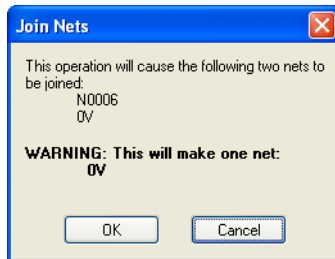 Join Nets
This operation will cause the following two nets to
be joined:
N0006
0V
WARNING: This will make one net:
0V
OK
Cancel